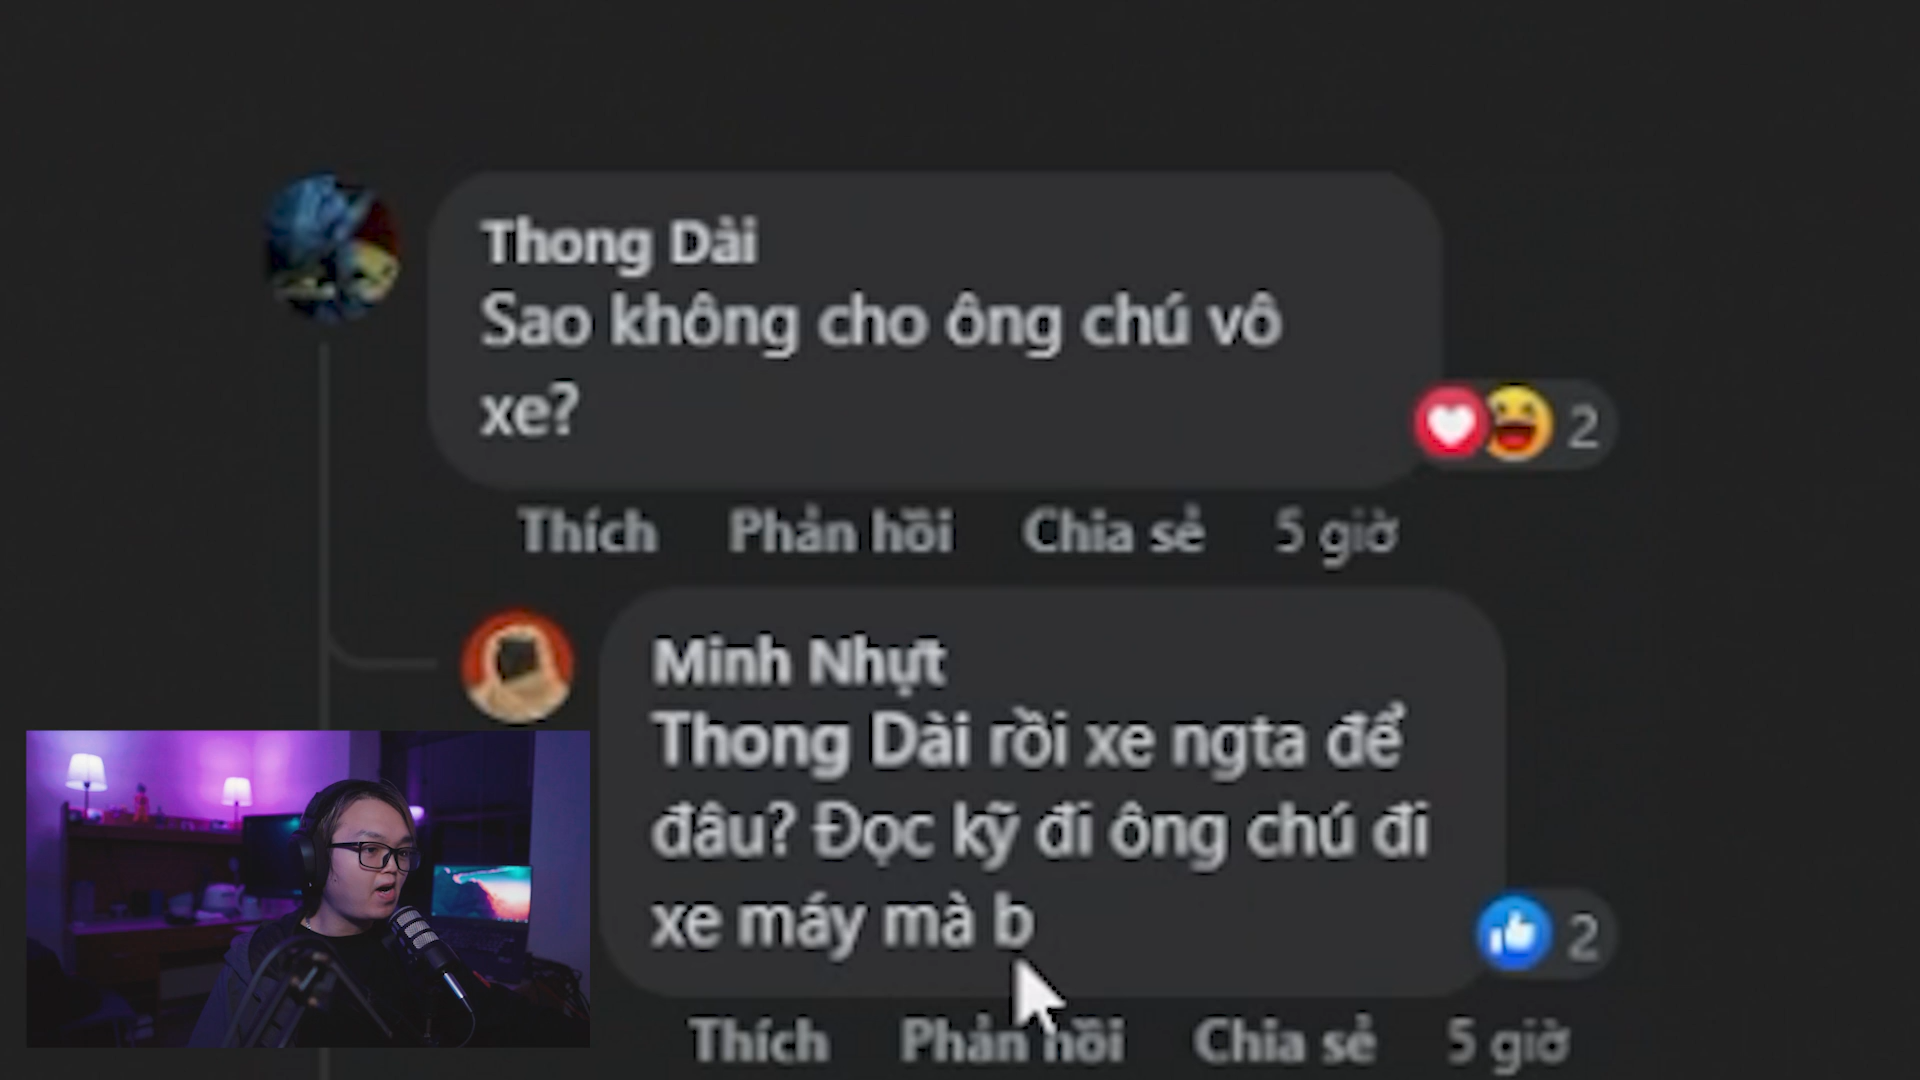 Thong Dài
Sao không cho ông chú vô
xe?
2
Thích Phản hồi Chia sẻ 5 giờ
Minh Nhựt
Thong Dài rồi xe ngta để
đâu? Đọc kỹ đi ông chú đi
xe máy mà b
2
Thích Phản hồi Chia sẻ 5 giờ